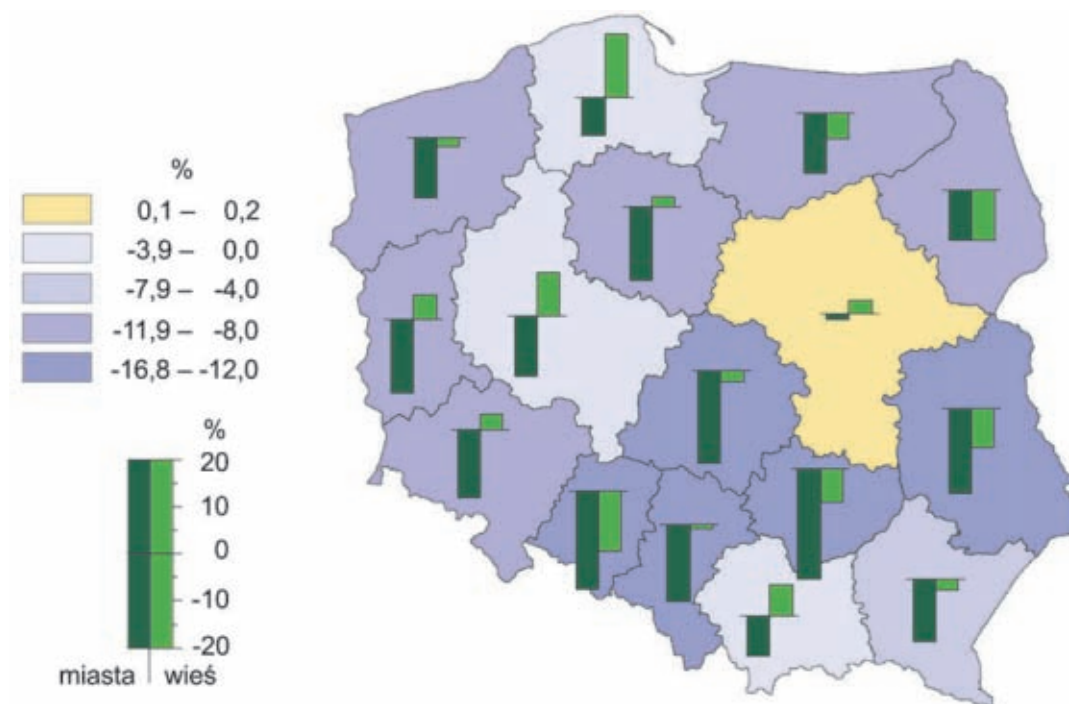 %
0,1 – 0,2
-3,9 – 0,0
-7,9 – -4,0
-11,9 – -8,0
-16,8 – -12,0
%
20
10
0
-10
-20
miasta wieś